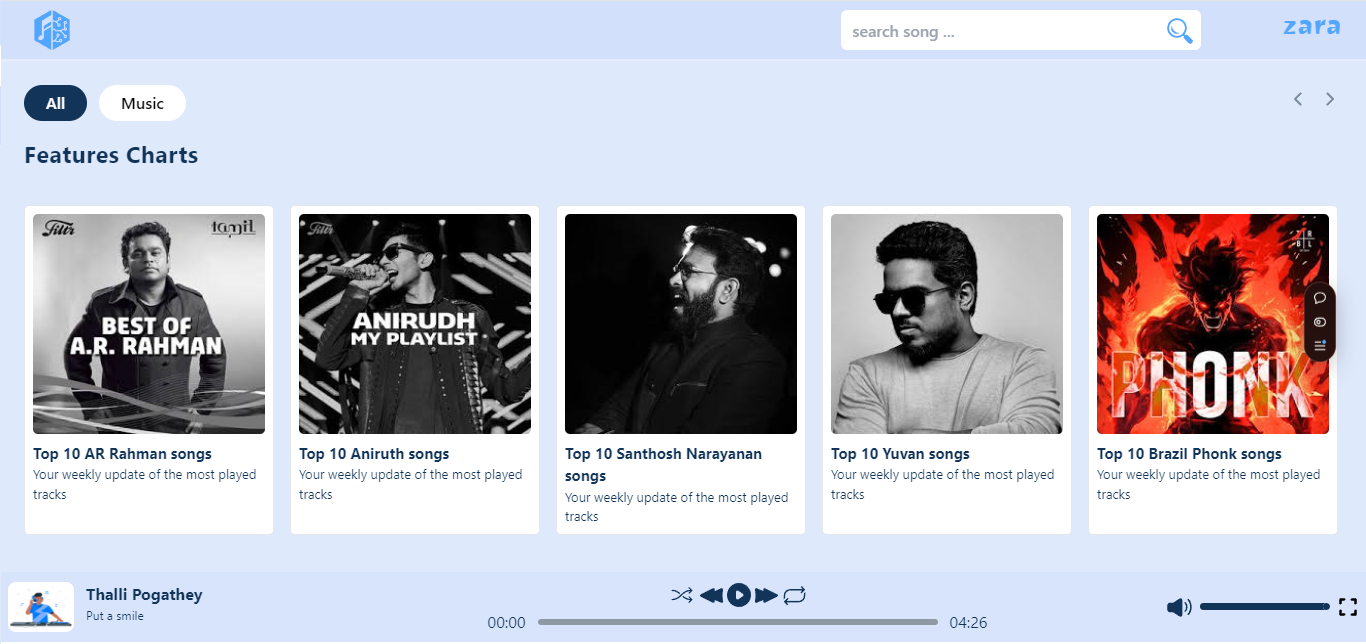 search song ...
zara
All
Music
Features Charts
தமிழ்
BEST OF
A.R. RAHMAN
ANIRUDH
MY PLAYLIST
PHONK
Top 10 AR Rahman songs
Your weekly update of the most played
tracks
Top 10 Aniruth songs
Your weekly update of the most played
tracks
Top 10 Santhosh Narayanan
songs
Your weekly update of the most played
tracks
Top 10 Yuvan songs
Your weekly update of the most played
tracks
Top 10 Brazil Phonk songs
Your weekly update of the most played
tracks
Thalli Pogathey
Put a smile
00:00
04:26